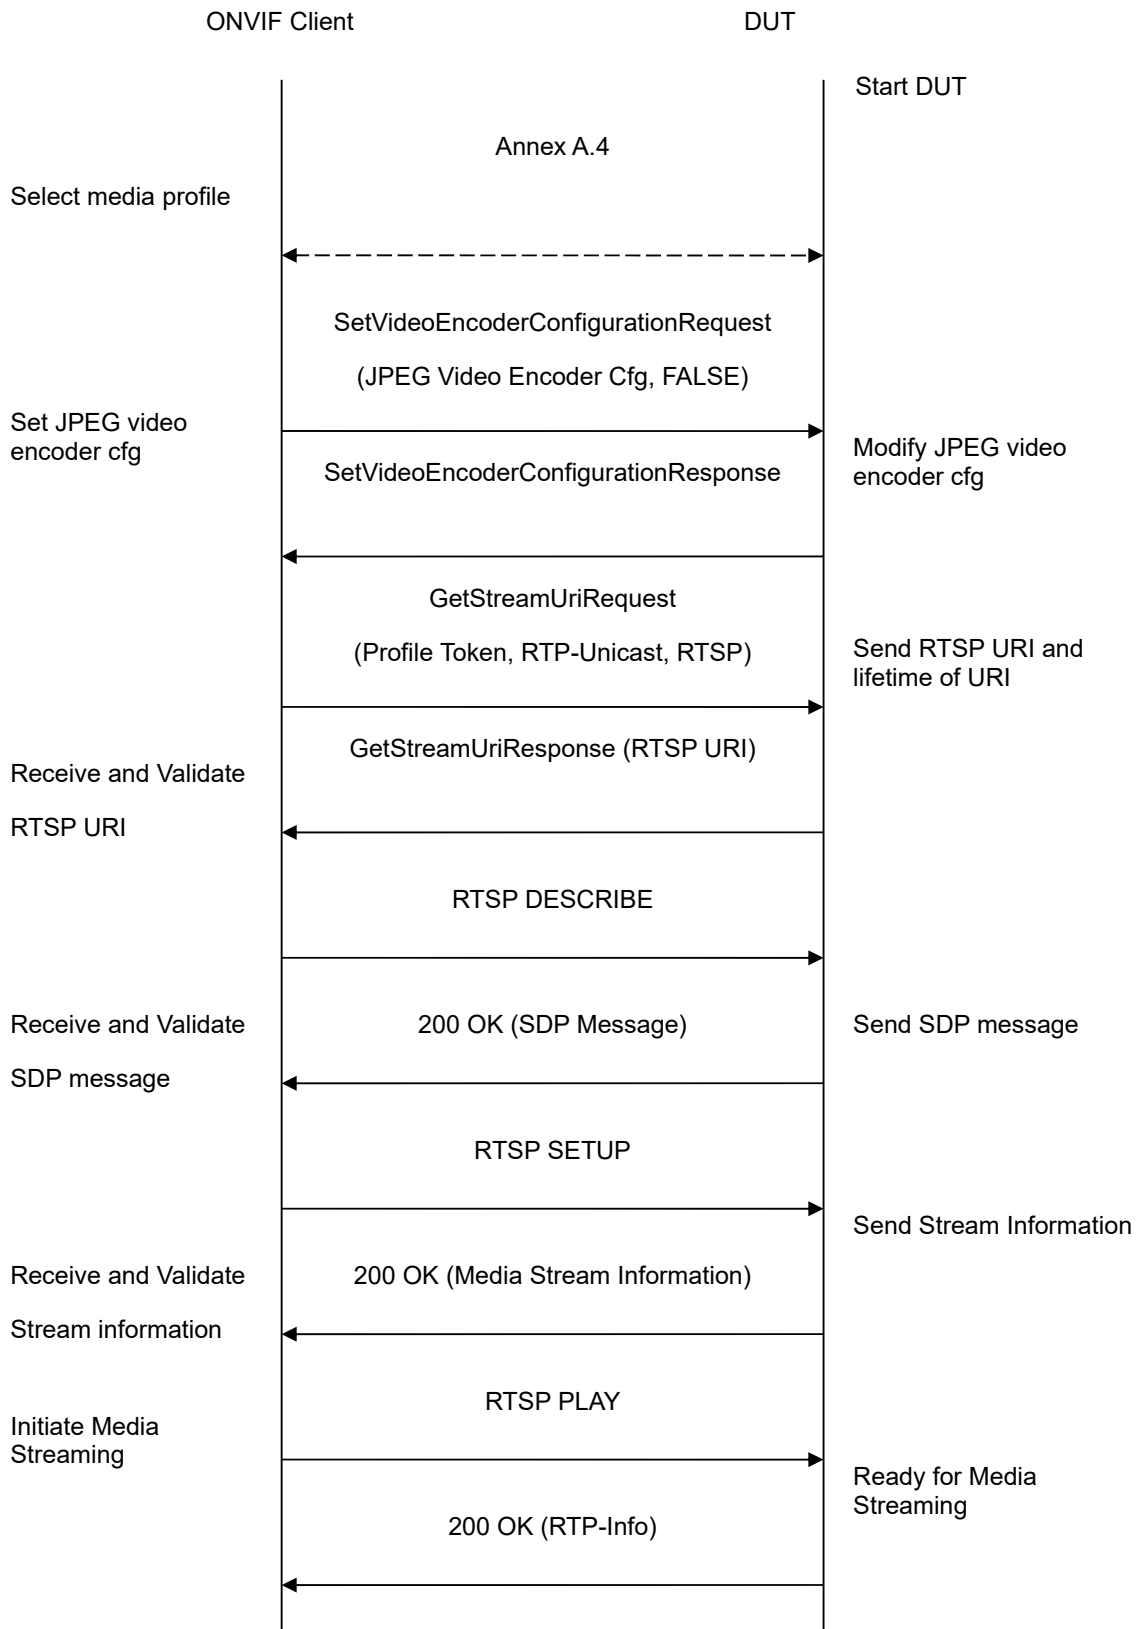 ONVIF Client
DUT
Start DUT
Annex A.4
Select media profile
SetVideoEncoderConfigurationRequest
(JPEG Video Encoder Cfg, FALSE)
Set JPEG video
encoder cfg
Modify JPEG video
encoder cfg
SetVideoEncoderConfigurationResponse
GetStreamUriRequest
(Profile Token, RTP-Unicast, RTSP)
Send RTSP URI and
lifetime of URI
GetStreamUriResponse (RTSP URI)
Receive and Validate
RTSP URI
RTSP DESCRIBE
Receive and Validate
SDP message
200 OK (SDP Message)
Send SDP message
RTSP SETUP
Send Stream Information
Receive and Validate
Stream information
200 OK (Media Stream Information)
RTSP PLAY
Initiate Media
Streaming
Ready for Media
Streaming
200 OK (RTP-Info)